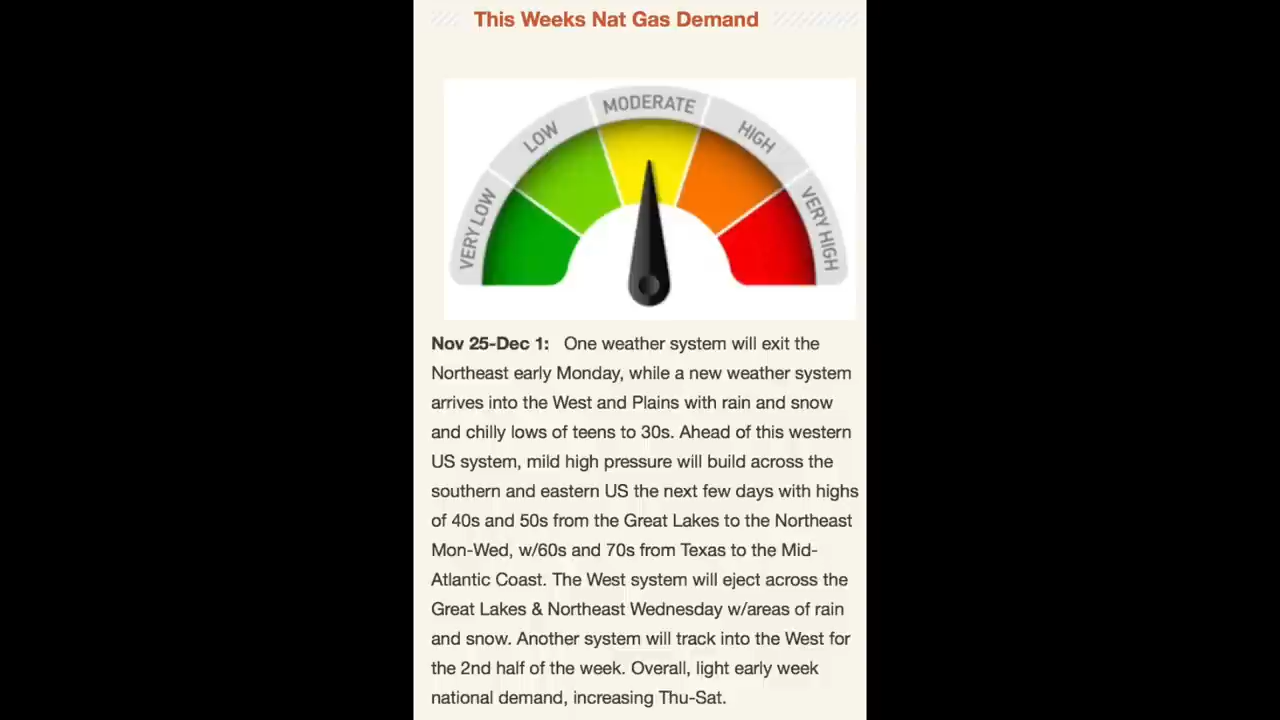 This Weeks Nat Gas Demand
VERY LOW
LOW
MODERATE
HIGH
VERY HIGH
Nov 25-Dec 1: One weather system will exit the
Northeast early Monday, while a new weather system
arrives into the West and Plains with rain and snow
and chilly lows of teens to 30s. Ahead of this western
US system, mild high pressure will build across the
southern and eastern US the next few days with highs
of 40s and 50s from the Great Lakes to the Northeast
Mon-Wed, w/60s and 70s from Texas to the Mid-
Atlantic Coast. The West system will eject across the
Great Lakes & Northeast Wednesday w/areas of rain
and snow. Another system will track into the West for
the 2nd half of the week. Overall, light early week
national demand, increasing Thu-Sat.